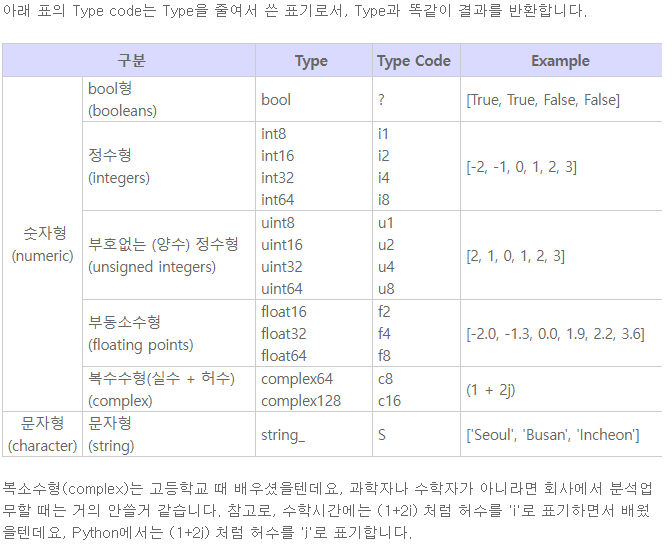 아래 표의 Type code는 Type을 줄여서 쓴 표기로서, Type과 똑같이 결과를 반환합니다.
구분 Type Type Code Example
숫자형
(numeric)
bool형
(booleans)
bool ? [True, True, False, False]
정수형
(integers)
int8 i1
int16 i2
int32 i4
int64 i8
[-2, -1, 0, 1, 2, 3]
부호없는 (양수) 정수형
(unsigned integers)
uint8 u1
uint16 u2
uint32 u4
uint64 u8
[2, 1, 0, 1, 2, 3]
부동소수형
(floating points)
float16 f2
float32 f4
float64 f8
[-2.0, -1.3, 0.0, 1.9, 2.2, 3.6]
복수수형(실수 + 허수)
(complex)
complex64 c8
complex128 c16
(1 + 2j)
문자형
(character)
문자형
(string)
string_ S ['Seoul', 'Busan', 'Incheon']
복소수형(complex)는 고등학교 때 배우셨을텐데요, 과학자나 수학자가 아니라면 회사에서 분석업
무할 때는 거의 안쓸거 같습니다. 참고로, 수학시간에는 (1+2i) 처럼 허수를 'i'로 표기하면서 배웠
을텐데요, Python에서는 (1+2i) 처럼 허수를 'j'로 표기합니다.